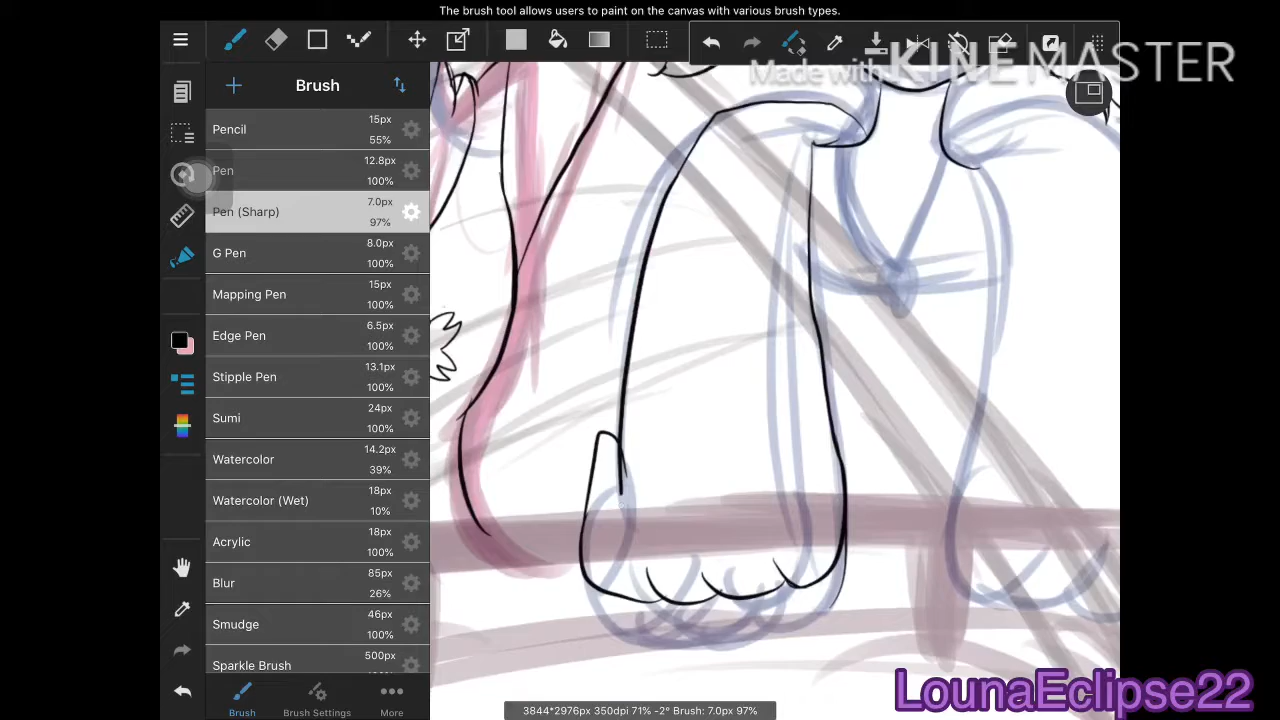 The brush tool allows users to paint on the canvas with various brush types.
Made with KINEMASTER
Brush
Pencil 15px 55%
Pen 12.8px 100%
Pen (Sharp) 7.0px 97%
G Pen 8.0px 100%
Mapping Pen 15px 100%
Edge Pen 6.5px 100%
Stipple Pen 13.1px 100%
Sumi 24px 100%
Watercolor 14.2px 39%
Watercolor (Wet) 18px 10%
Acrylic 18px 100%
Blur 85px 26%
Smudge 46px 100%
Sparkle Brush 500px
Brush Brush Settings More
3844*2976px 350dpi 71% -2° Brush: 7.0px 97%
LounaEclipse22